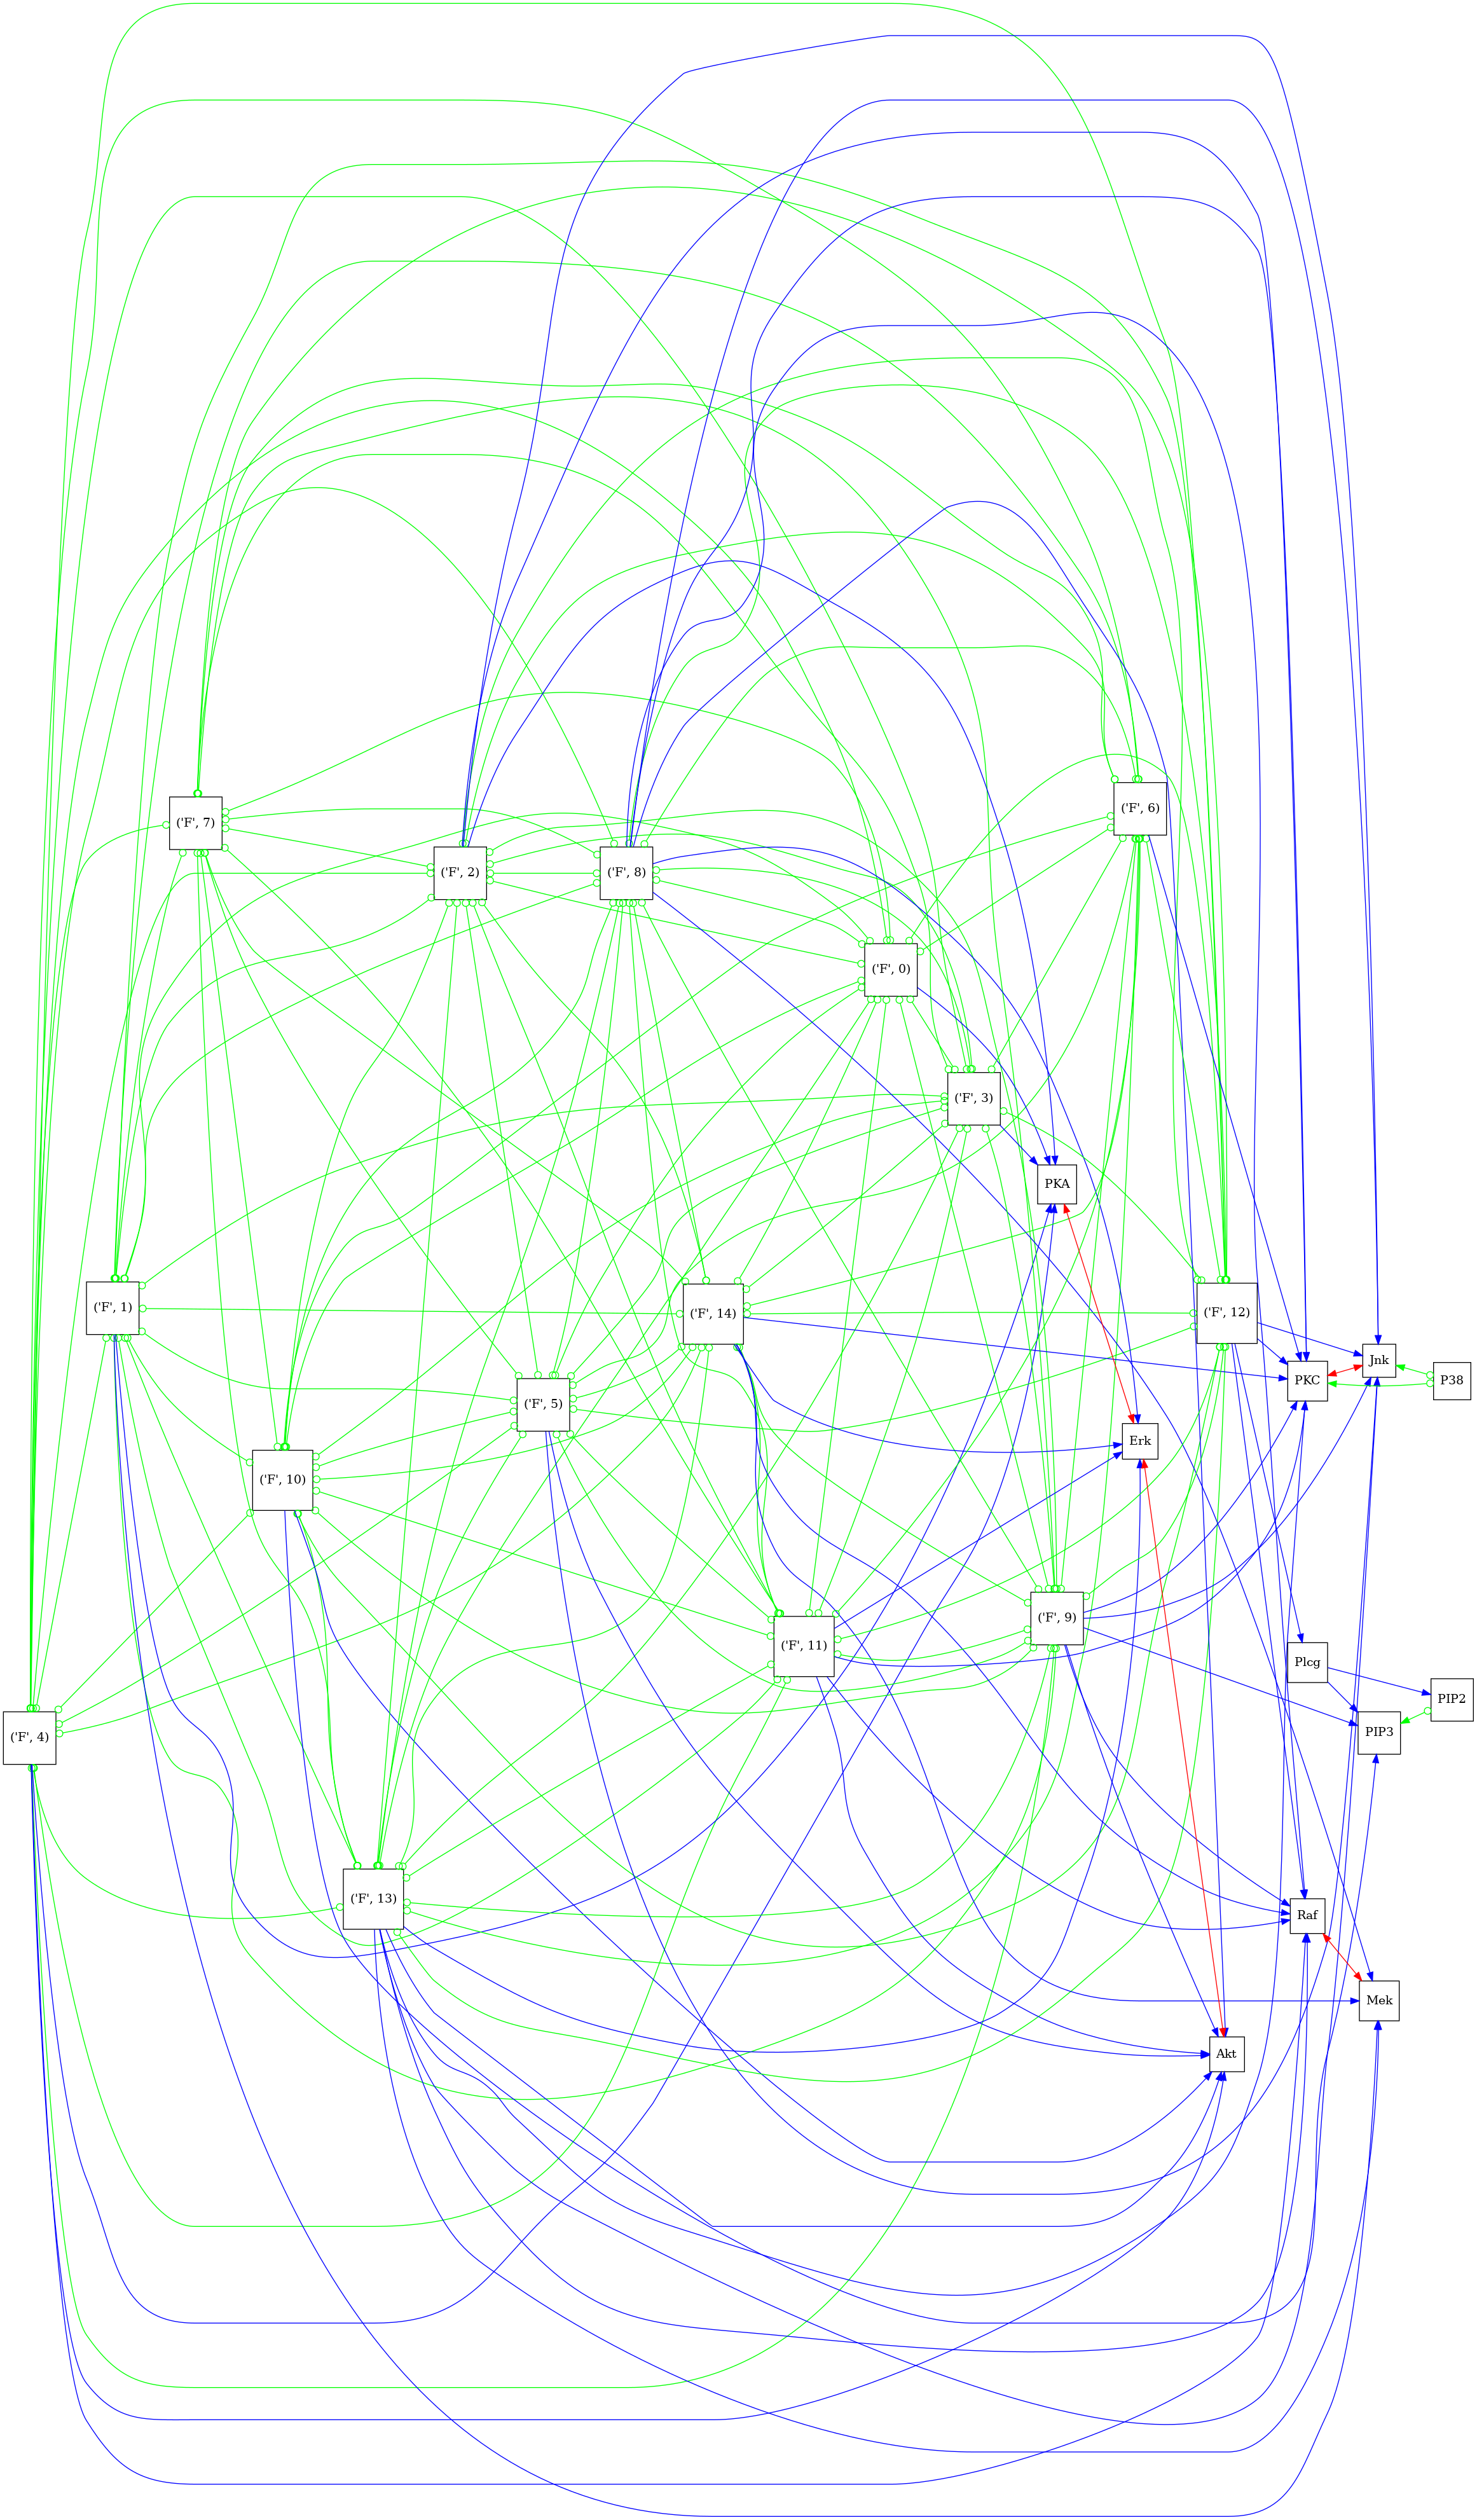 ('F', 7)
('F', 6)
('F', 2)
('F', 8)
('F', 0)
('F', 3)
PKA
('F', 1)
('F', 14)
('F', 12)
Jnk
PKC
P38
('F', 5)
Erk
('F', 10)
('F', 9)
('F', 11)
Plcg
PIP2
PIP3
('F', 4)
('F', 13)
Raf
Mek
Akt